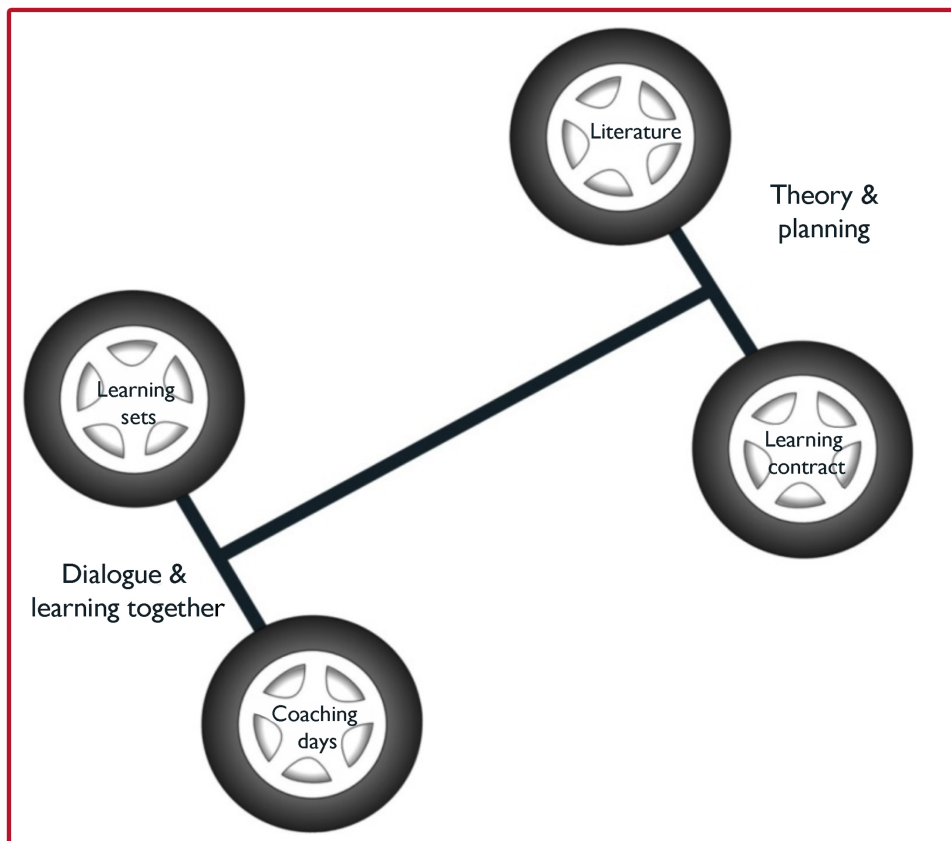 Literature
Theory &
planning
Learning
sets
Learning
contract
Dialogue &
learning together
Coaching
days